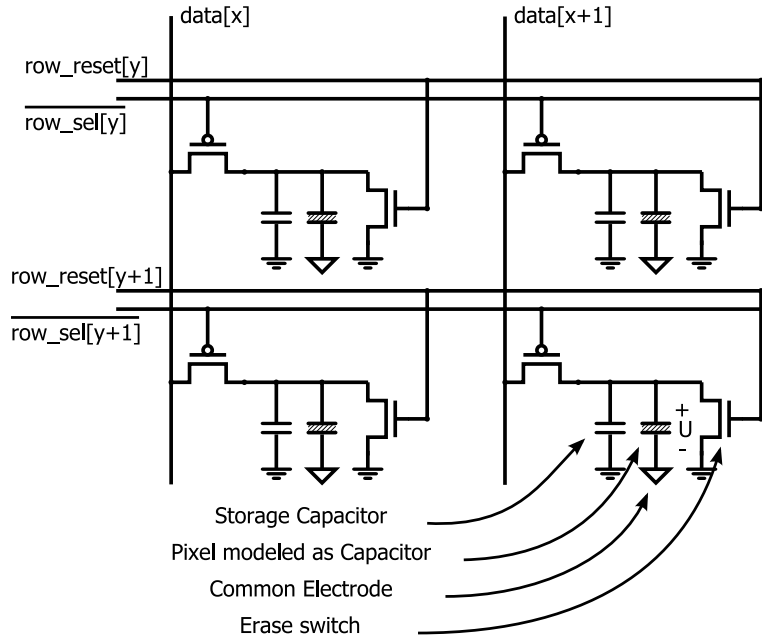 data[x]
data[x+1]
row_reset[y]
row_sel[y]
row_reset[y+1]
row_sel[y+1]
+
U
-
Storage Capacitor
Pixel modeled as Capacitor
Common Electrode
Erase switch